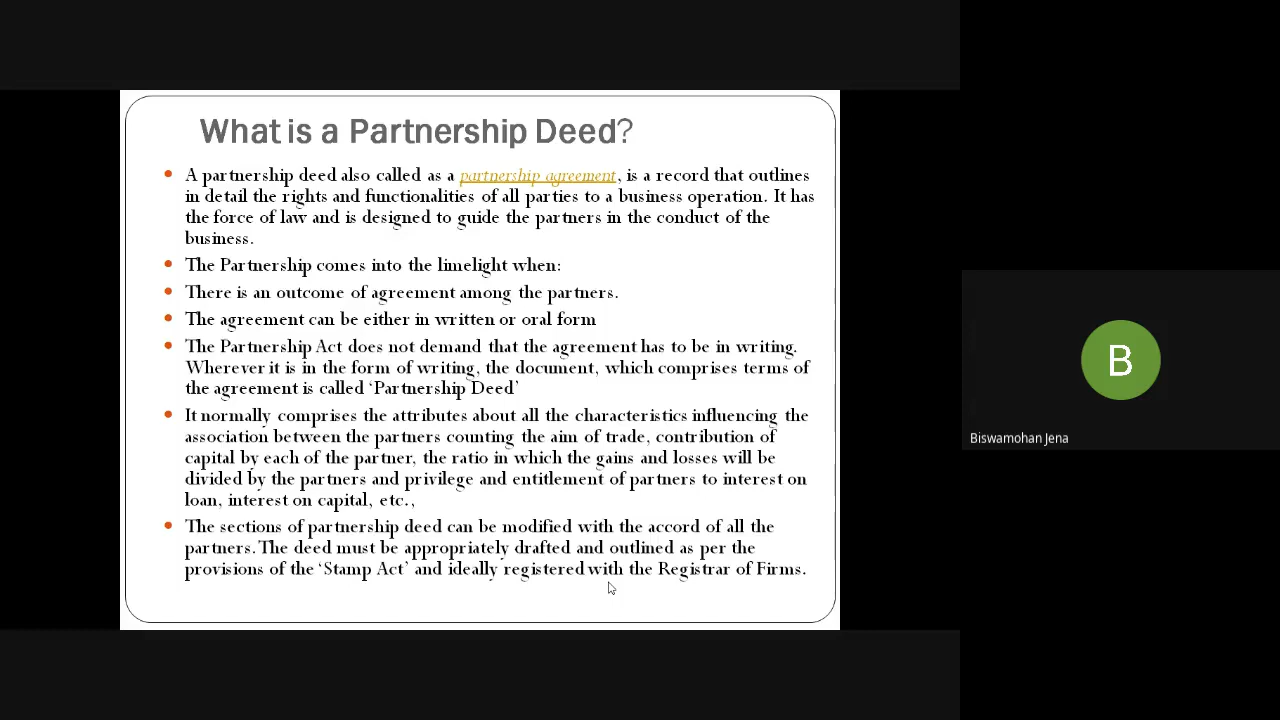 What is a Partnership Deed?
A partnership deed also called as a partnership agreement, is a record that outlines
in detail the rights and functionalities of all parties to a business operation. It has
the force of law and is designed to guide the partners in the conduct of the
business.
The Partnership comes into the limelight when:
There is an outcome of agreement among the partners.
The agreement can be either in written or oral form
The Partnership Act does not demand that the agreement has to be in writing.
Wherever it is in the form of writing, the document, which comprises terms of
the agreement is called ‘Partnership Deed’
It normally comprises the attributes about all the characteristics influencing the
association between the partners counting the aim of trade, contribution of
capital by each of the partner, the ratio in which the gains and losses will be
divided by the partners and privilege and entitlement of partners to interest on
loan, interest on capital, etc.,
The sections of partnership deed can be modified with the accord of all the
partners. The deed must be appropriately drafted and outlined as per the
provisions of the ‘Stamp Act’ and ideally registered with the Registrar of Firms.
B
Biswamohan Jena